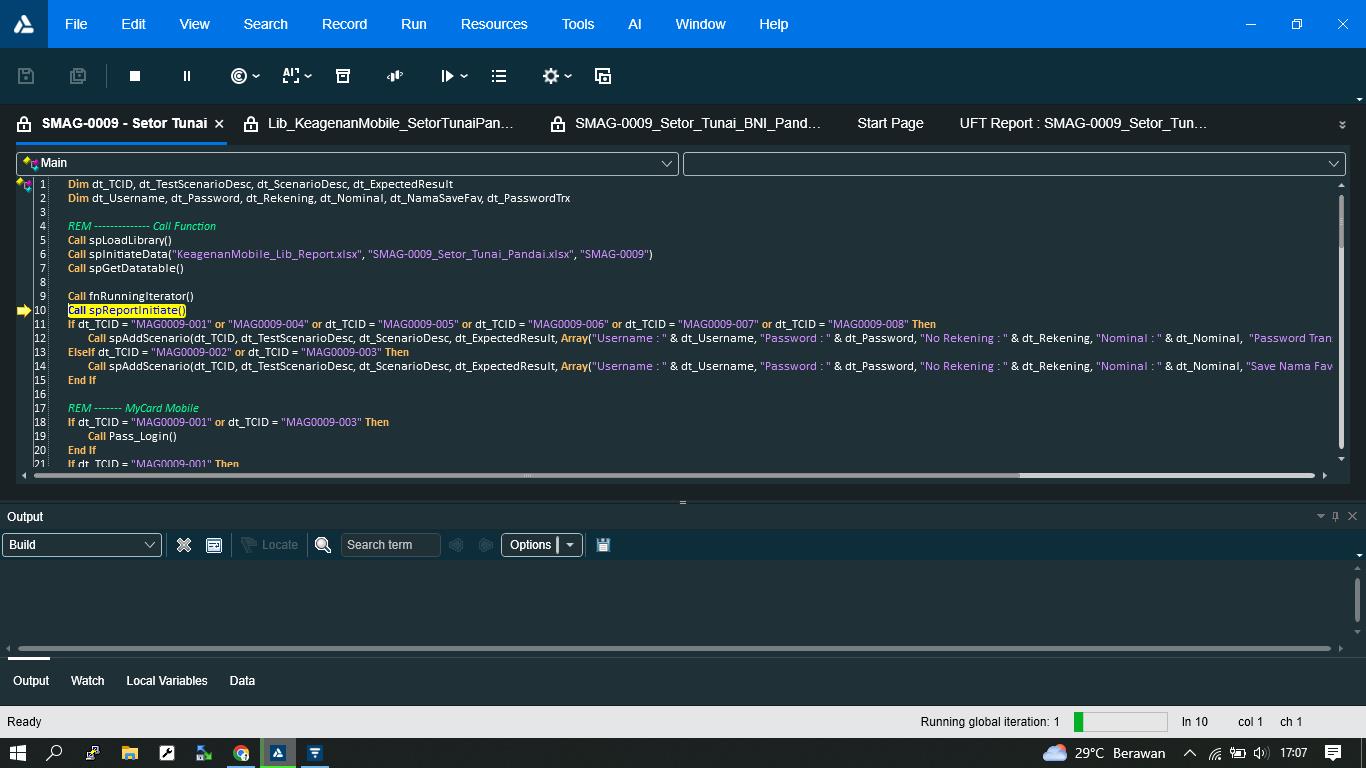 File Edit View Search Record Run Resources Tools AI Window Help
SMAG-0009 - Setor Tunai Lib_KeagenanMobile_SetorTunaiPan... SMAG-0009_Setor_Tunai_BNI_Pand... Start Page UFT Report : SMAG-0009_Setor_Tun...
Main
1 Dim dt_TCID, dt_TestScenarioDesc, dt_ScenarioDesc, dt_ExpectedResult
2 Dim dt_Username, dt_Password, dt_Rekening, dt_Nominal, dt_NamaSaveFav, dt_PasswordTrx
3
4 REM -------------- Call Function
5 Call spLoadLibrary()
6 Call spInitiateData("KeagenanMobile_Lib_Report.xlsx", "SMAG-0009_Setor_Tunai_Pandai.xlsx", "SMAG-0009")
7 Call spGetDatatable()
8
9 Call fnRunningIterator()
10 Call spReportInitiate()
11 If dt_TCID = "MAG0009-001" or "MAG0009-004" or dt_TCID = "MAG0009-005" or dt_TCID = "MAG0009-006" or dt_TCID = "MAG0009-007" or dt_TCID = "MAG0009-008" Then
12 Call spAddScenario(dt_TCID, dt_TestScenarioDesc, dt_ScenarioDesc, dt_ExpectedResult, Array("Username : " & dt_Username, "Password : " & dt_Password, "No Rekening : " & dt_Rekening, "Nominal : " & dt_Nominal, "Password Tran
13 ElseIf dt_TCID = "MAG0009-002" or dt_TCID = "MAG0009-003" Then
14 Call spAddScenario(dt_TCID, dt_TestScenarioDesc, dt_ScenarioDesc, dt_ExpectedResult, Array("Username : " & dt_Username, "Password : " & dt_Password, "No Rekening : " & dt_Rekening, "Nominal : " & dt_Nominal, "Save Nama Fav
15 End If
16
17 REM ------- MyCard Mobile
18 If dt_TCID = "MAG0009-001" or dt_TCID = "MAG0009-003" Then
19 Call Pass_Login()
20 End If
21 If dt_TCID = "MAG0009-001" Then
Output
Build Locate Search term Options
Output Watch Local Variables Data
Ready Running global iteration: 1 ln 10 col 1 ch 1
29°C Berawan 17:07